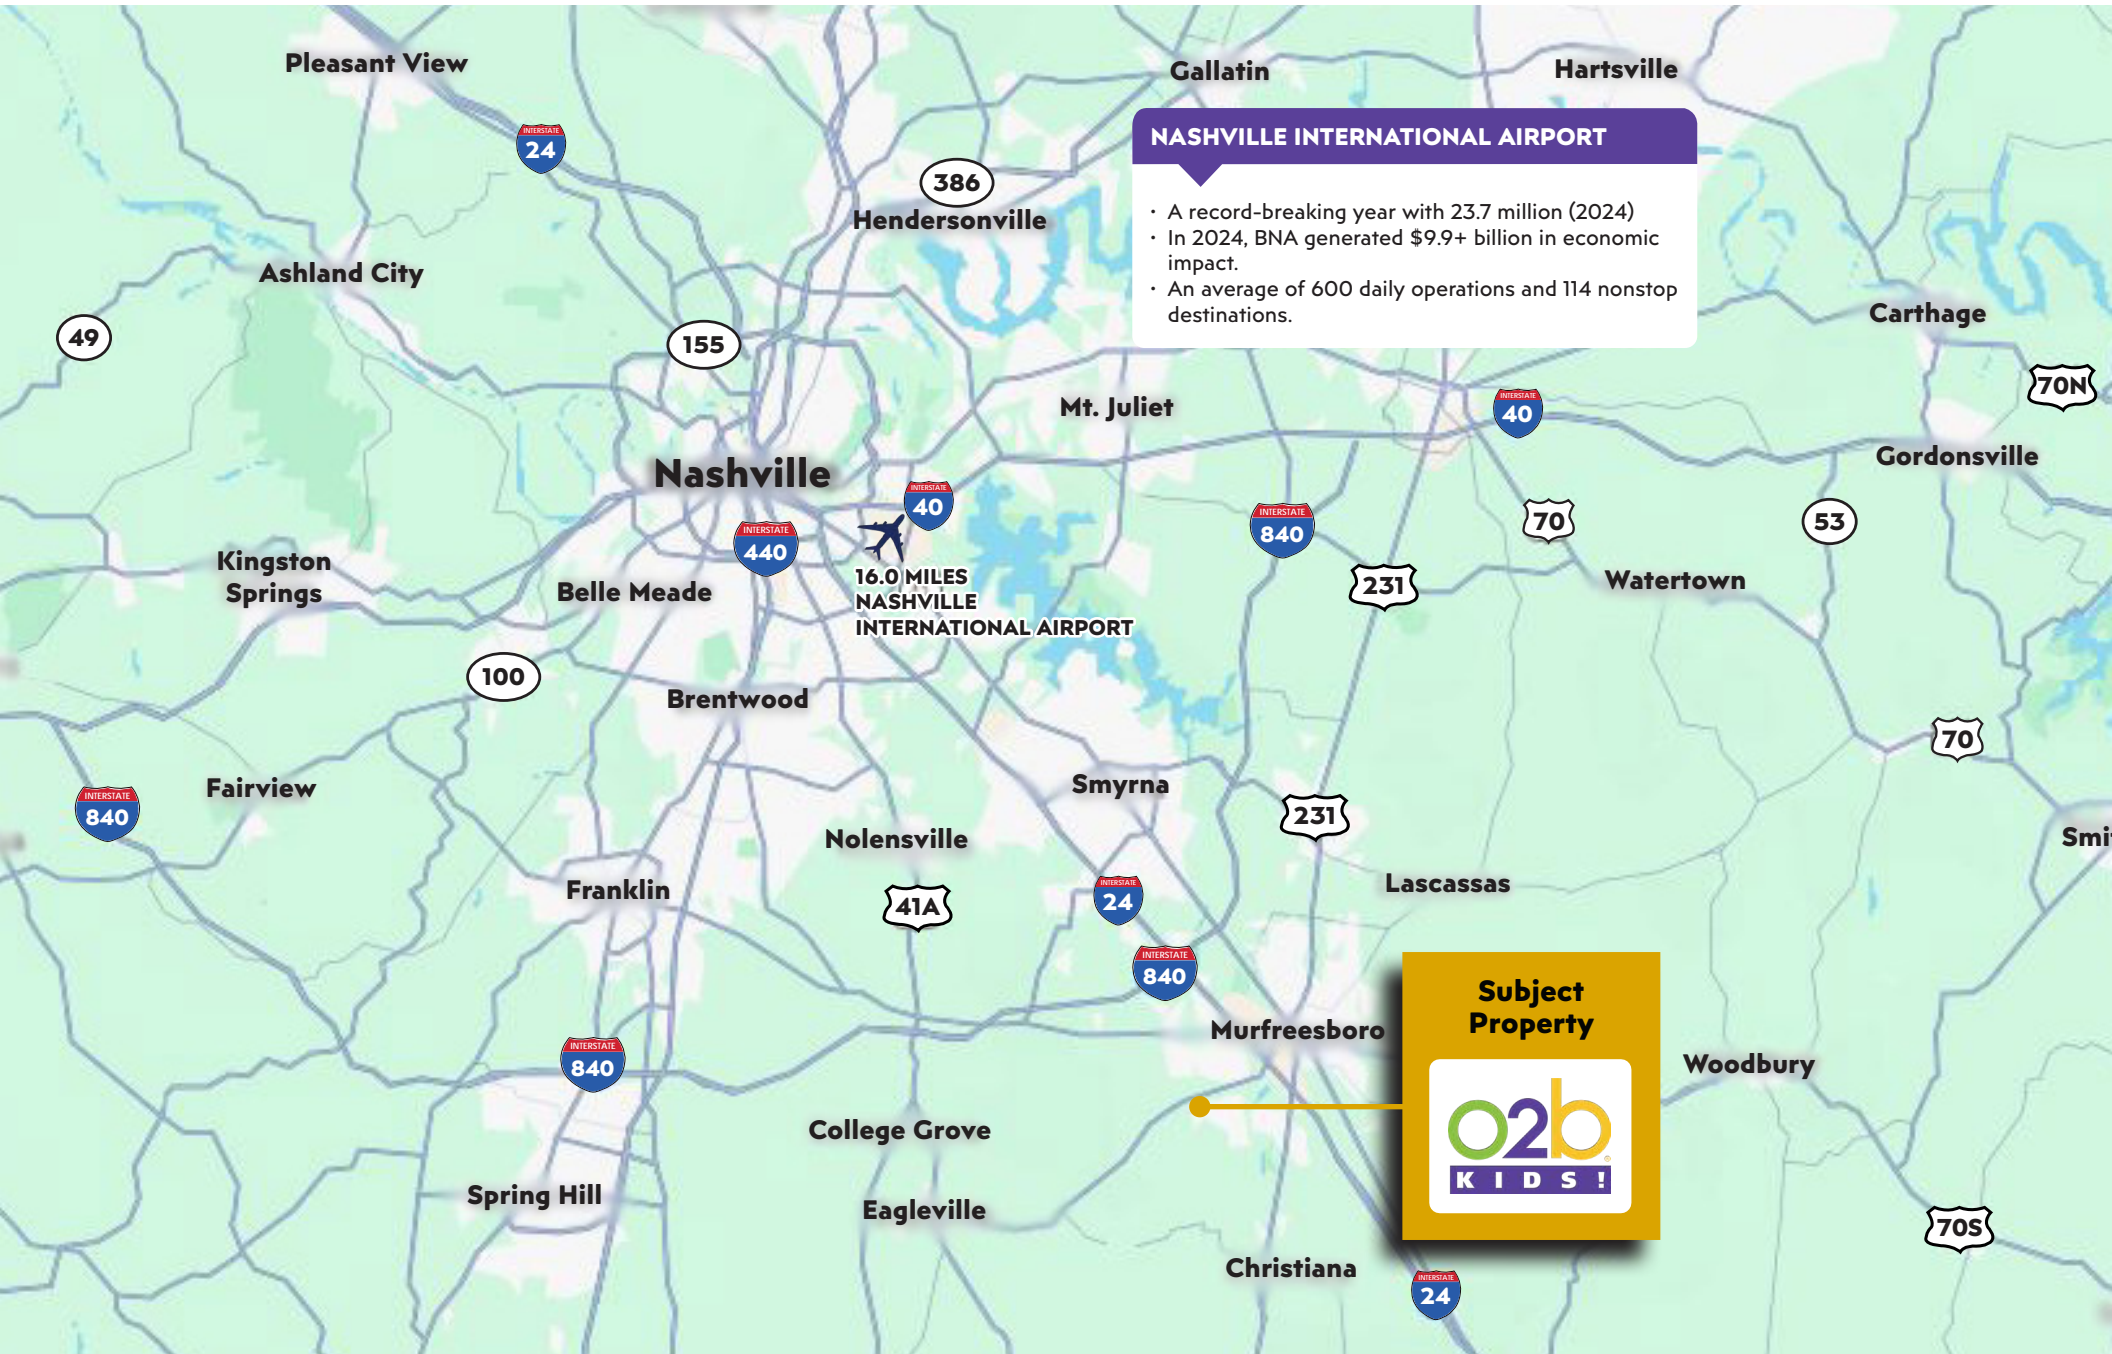 Pleasant View
Gallatin
Hartsville
NASHVILLE INTERNATIONAL AIRPORT
INTERSTATE
24
386
Hendersonville
· A record-breaking year with 23.7 million (2024)
· In 2024, BNA generated $9.9+ billion in economic
impact.
· An average of 600 daily operations and 114 nonstop
destinations.
Ashland City
Carthage
49
155
70N
Mt. Juliet
INTERSTATE
40
Gordonsville
Nashville
INTERSTATE
40
INTERSTATE
840
70
53
INTERSTATE
440
Kingston
Springs
Belle Meade
16.0 MILES
NASHVILLE
INTERNATIONAL AIRPORT
231
Watertown
100
Brentwood
70
Fairview
INTERSTATE
840
Smyrna
231
Nolensville
Smi
Franklin
41A
INTERSTATE
24
Lascassas
INTERSTATE
840
Subject
Property
Murfreesboro
INTERSTATE
840
Woodbury
o2b
KIDS!
College Grove
Spring Hill
Eagleville
70S
Christiana
INTERSTATE
24